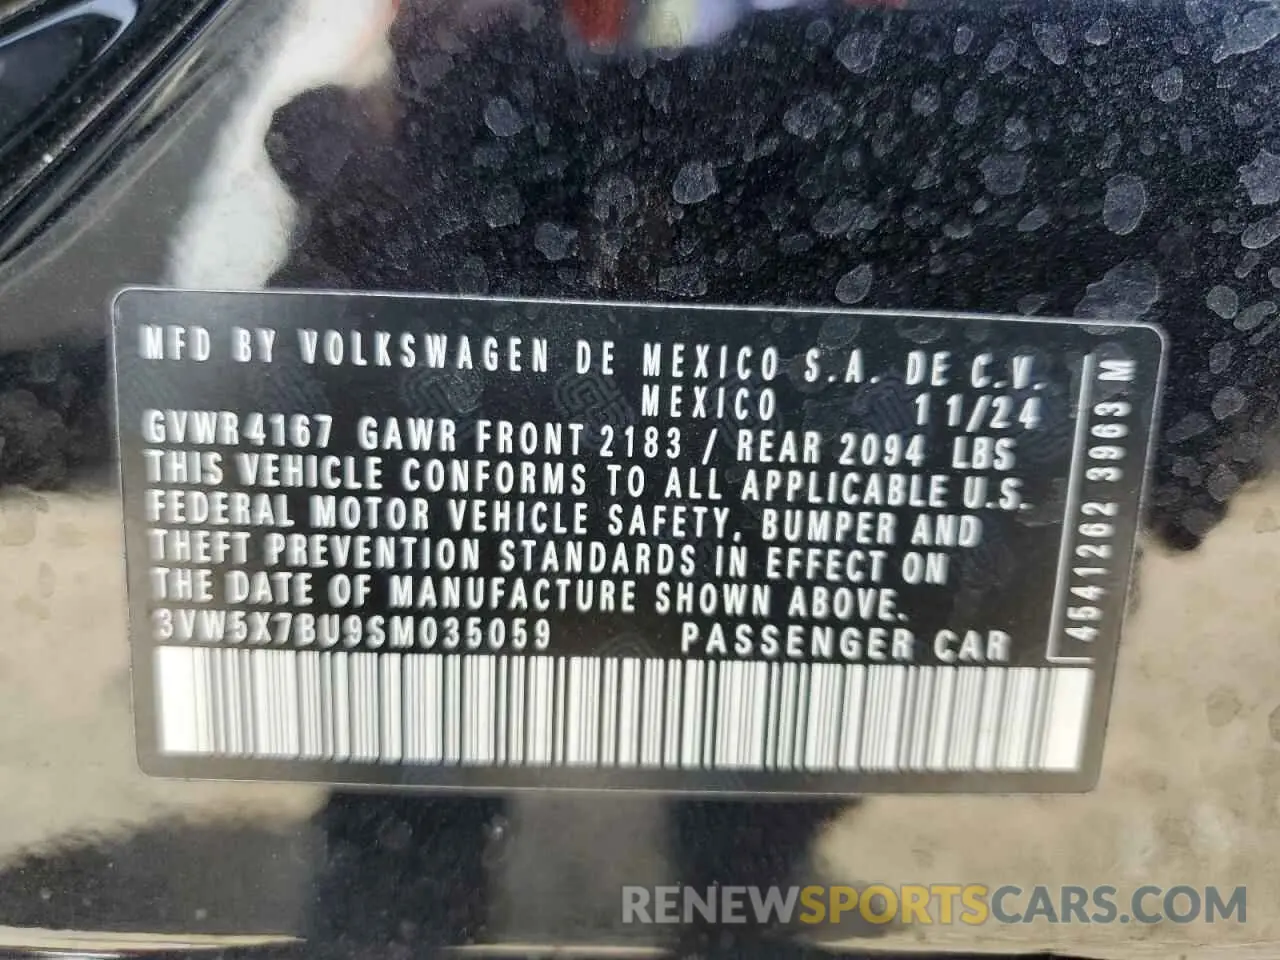 MFD BY VOLKSWAGEN DE MEXICO S.A. DE C.V.
MEXICO 11/24
GVWR 4167 GAWR FRONT 2183 / REAR 2094 LBS
THIS VEHICLE CONFORMS TO ALL APPLICABLE U.S.
FEDERAL MOTOR VEHICLE SAFETY, BUMPER AND
THEFT PREVENTION STANDARDS IN EFFECT ON
THE DATE OF MANUFACTURE SHOWN ABOVE.
3VW5X7BU9SM035059 PASSENGER CAR
4541262 3963 M
RENEWSPORTSCARS.COM